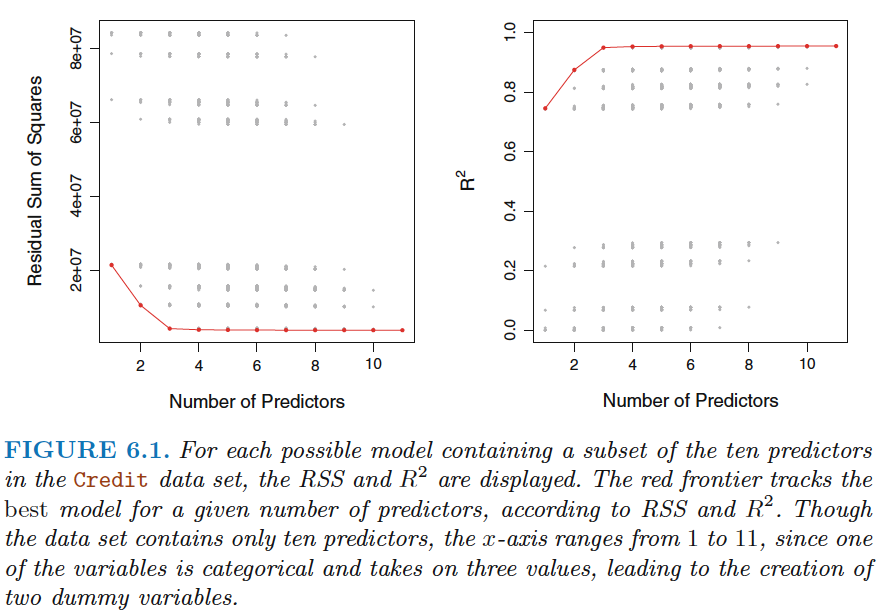 Residual Sum of Squares
8e+07
6e+07
4e+07
2e+07
2 4 6 8 10
Number of Predictors
R²
1.0
0.8
0.6
0.4
0.2
0.0
2 4 6 8 10
Number of Predictors
FIGURE 6.1. For each possible model containing a subset of the ten predictors
in the Credit data set, the RSS and R² are displayed. The red frontier tracks the
best model for a given number of predictors, according to RSS and R². Though
the data set contains only ten predictors, the x-axis ranges from 1 to 11, since one
of the variables is categorical and takes on three values, leading to the creation of
two dummy variables.